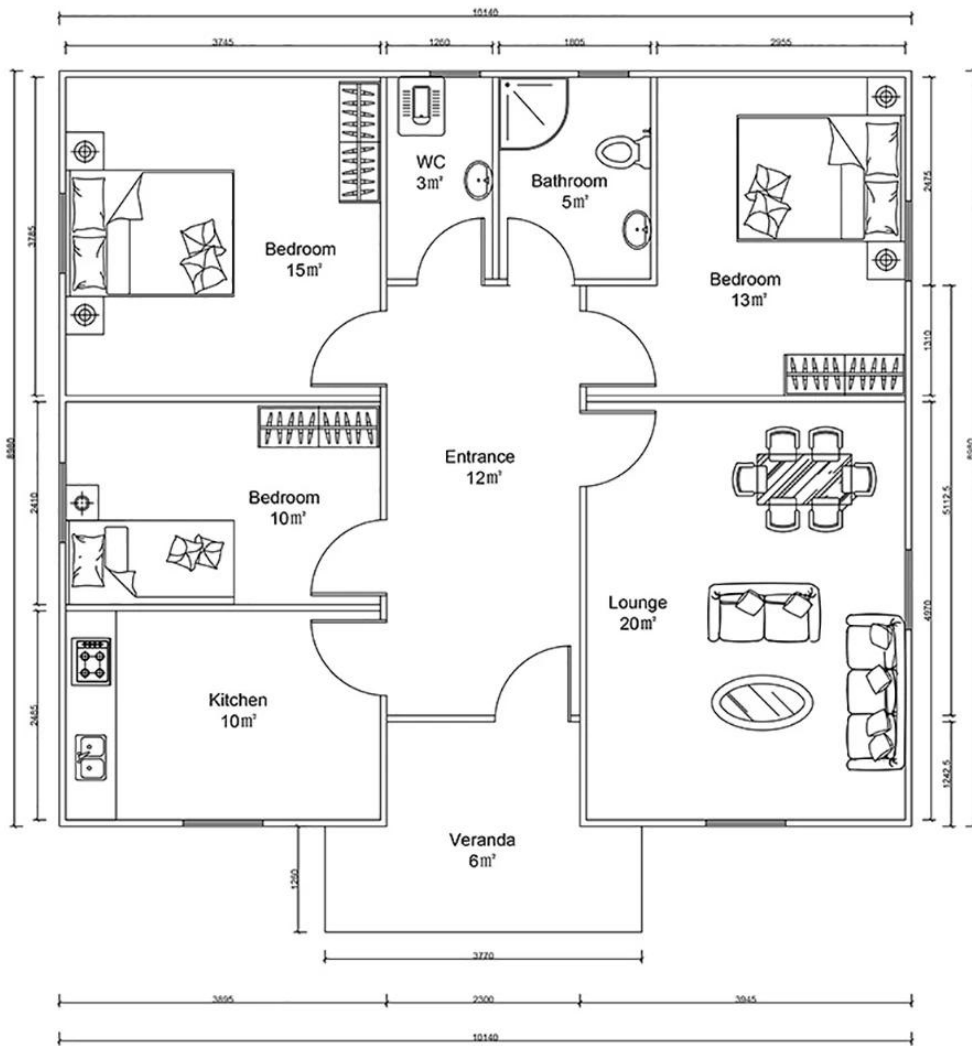 10140
3745
1260
1805
2955
WC
3m²
Bathroom
5m²
Bedroom
15m²
Bedroom
13m²
3785
2475
1310
8980
8980
Entrance
12m²
Bedroom
10m²
2410
5112.5
Lounge
20m²
4970
Kitchen
10m²
2485
1242.5
Veranda
6m²
1260
3770
3895
2300
3945
10140